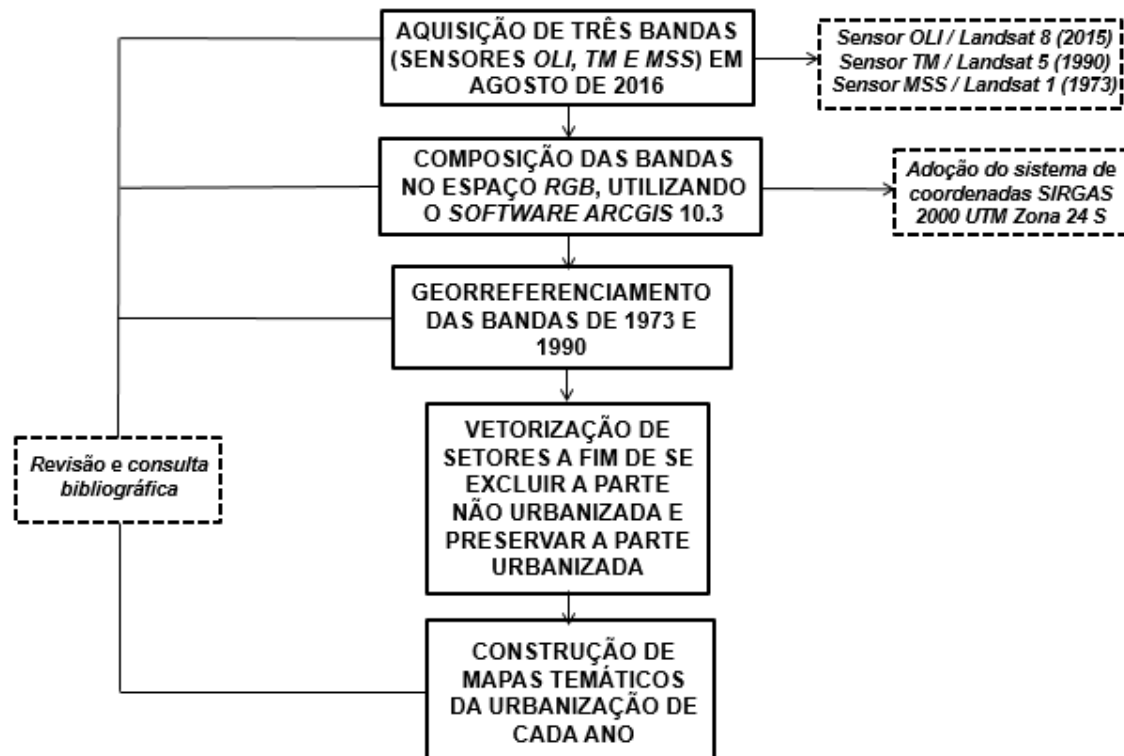 AQUISIÇÃO DE TRÊS BANDAS
(SENSORES OLI, TM E MSS) EM
AGOSTO DE 2016
Sensor OLI / Landsat 8 (2015)
Sensor TM / Landsat 5 (1990)
Sensor MSS / Landsat 1 (1973)
COMPOSIÇÃO DAS BANDAS
NO ESPAÇO RGB, UTILIZANDO
O SOFTWARE ARCGIS 10.3
Adoção do sistema de
coordenadas SIRGAS
2000 UTM Zona 24 S
GEORREFERENCIAMENTO
DAS BANDAS DE 1973 E
1990
VETORIZAÇÃO DE
SETORES A FIM DE SE
EXCLUIR A PARTE
NÃO URBANIZADA E
PRESERVAR A PARTE
URBANIZADA
Revisão e consulta
bibliográfica
CONSTRUÇÃO DE
MAPAS TEMÁTICOS
DA URBANIZAÇÃO DE
CADA ANO